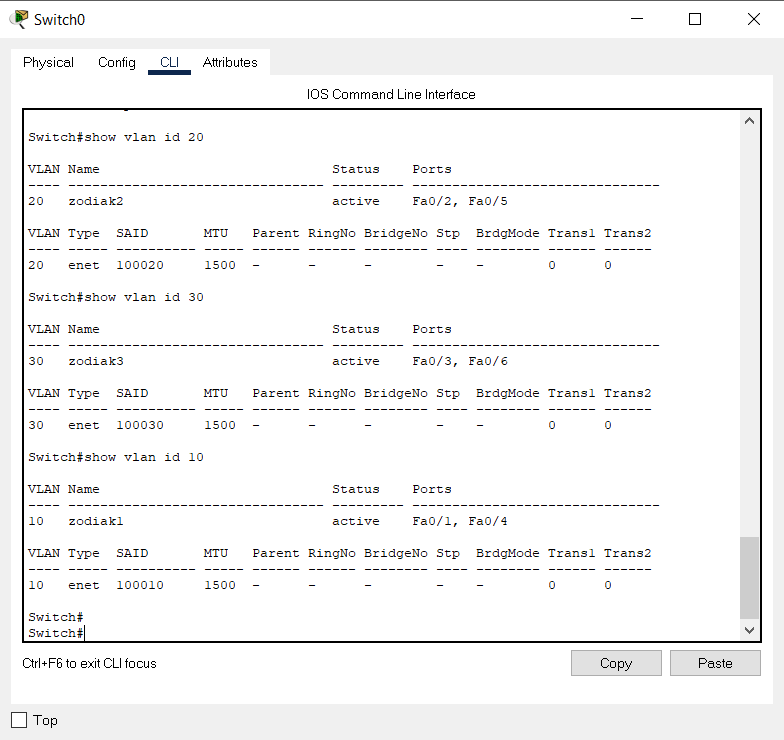 Switch0
Physical Config CLI Attributes
IOS Command Line Interface
Switch#show vlan id 20
VLAN Name                             Status    Ports
---- -------------------------------- --------- -------------------------------
20   zodiak2                          active    Fa0/2, Fa0/5
VLAN Type  SAID       MTU   Parent RingNo BridgeNo Stp  BrdgMode Trans1 Trans2
---- ----- ---------- ----- ------ ------ -------- ---- -------- ------ ------
20   enet  100020     1500  -      -      -        -    -        0      0
Switch#show vlan id 30
VLAN Name                             Status    Ports
---- -------------------------------- --------- -------------------------------
30   zodiak3                          active    Fa0/3, Fa0/6
VLAN Type  SAID       MTU   Parent RingNo BridgeNo Stp  BrdgMode Trans1 Trans2
---- ----- ---------- ----- ------ ------ -------- ---- -------- ------ ------
30   enet  100030     1500  -      -      -        -    -        0      0
Switch#show vlan id 10
VLAN Name                             Status    Ports
---- -------------------------------- --------- -------------------------------
10   zodiak1                          active    Fa0/1, Fa0/4
VLAN Type  SAID       MTU   Parent RingNo BridgeNo Stp  BrdgMode Trans1 Trans2
---- ----- ---------- ----- ------ ------ -------- ---- -------- ------ ------
10   enet  100010     1500  -      -      -        -    -        0      0
Switch#
Switch#
Ctrl+F6 to exit CLI focus
Copy Paste
Top